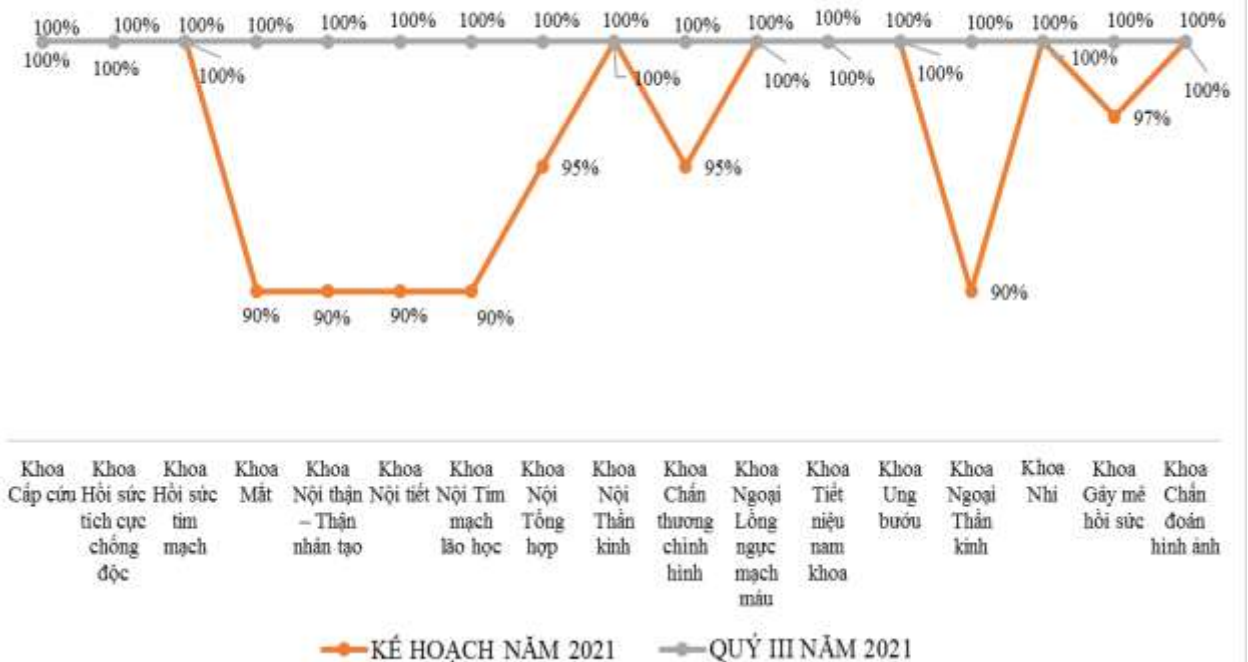 100% 100% 100% 100% 100% 100% 100% 100% 100% 100% 100% 100% 100% 100% 100% 100% 100%
100% 100% 100% 100% 100% 100% 100% 100% 100%
97%
95% 95%
90% 90% 90% 90% 90%
Khoa Cấp cứu
Khoa Hồi sức tích cực chống độc
Khoa Hồi sức tim mạch
Khoa Mắt
Khoa Nội thận – Thận nhân tạo
Khoa Nội tiết
Khoa Nội Tim mạch lão học
Khoa Nội Tổng hợp
Khoa Nội Thần kinh
Khoa Chấn thương chỉnh hình
Khoa Ngoại Lồng ngực mạch máu
Khoa Tiết niệu nam khoa
Khoa Ung bướu
Khoa Ngoại Thần kinh
Khoa Nhi
Khoa Gây mê hồi sức
Khoa Chẩn đoán hình ảnh
KẾ HOẠCH NĂM 2021
QUÝ III NĂM 2021